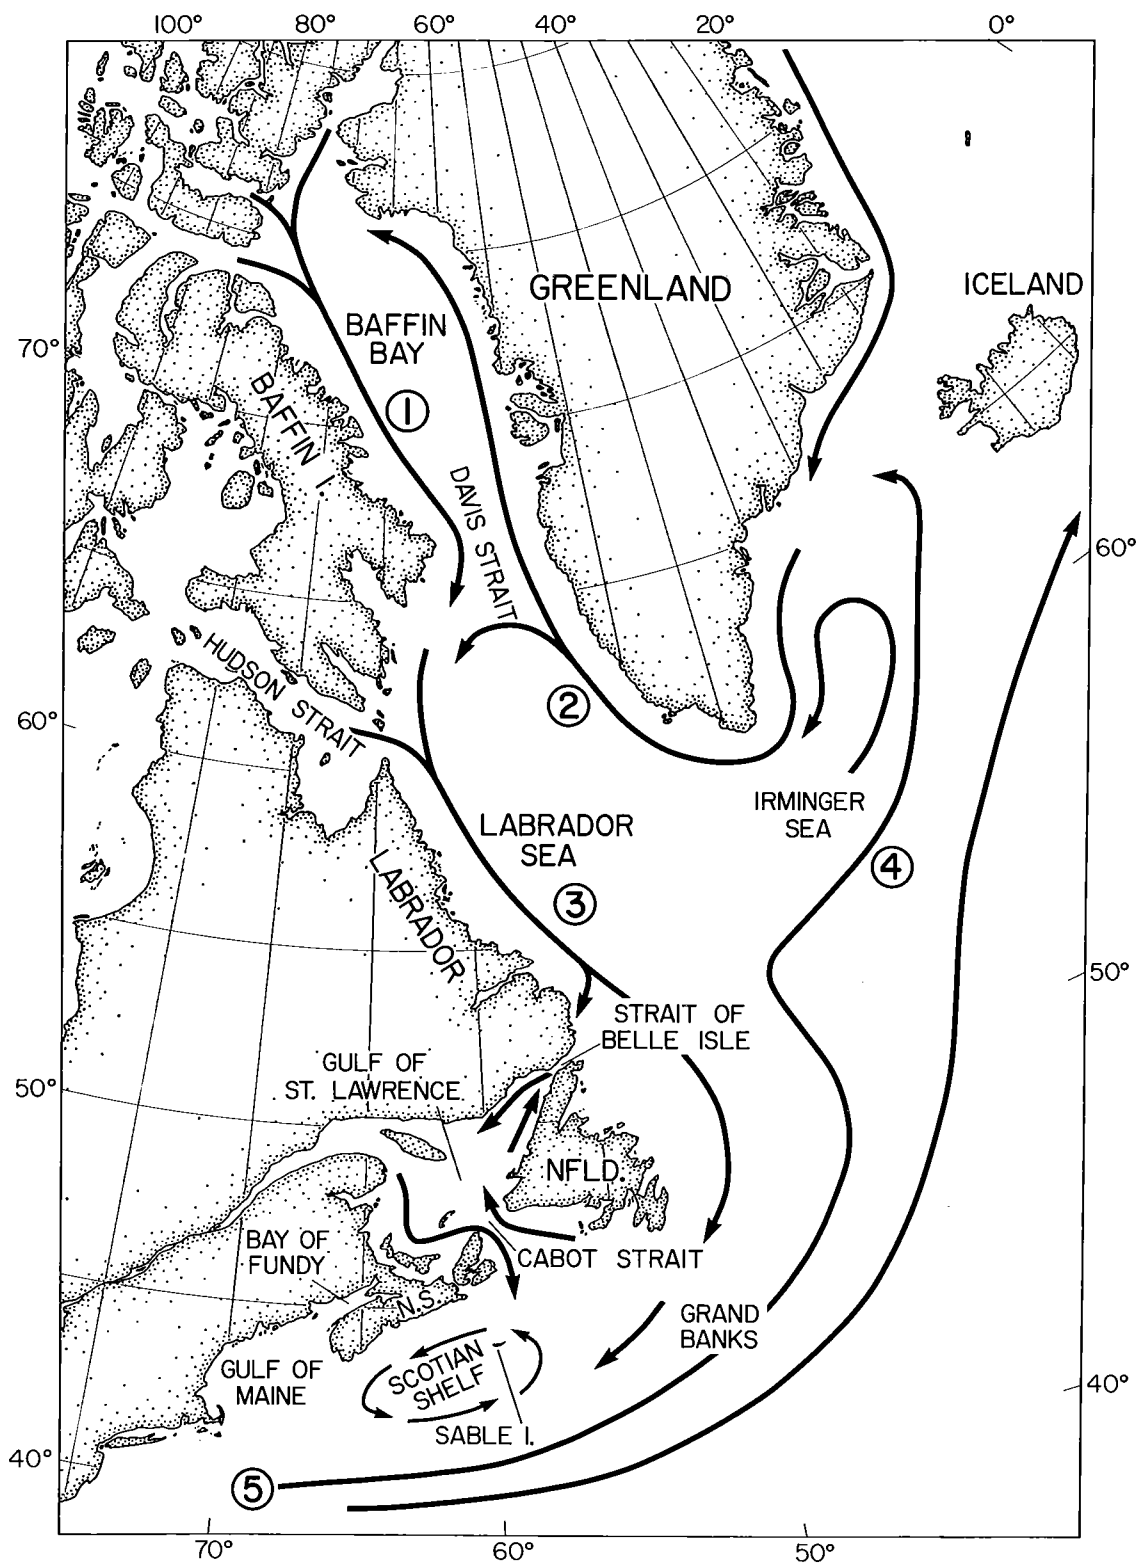 100° 80° 60° 40° 20° 0°
GREENLAND
ICELAND
BAFFIN
BAY
70°
BAFFIN I.
1
DAVIS STRAIT
60°
HUDSON STRAIT
2
60°
IRMINGER
SEA
LABRADOR
SEA
4
LABRADOR
3
50°
STRAIT OF
BELLE ISLE
GULF OF
ST. LAWRENCE
50°
NFLD.
BAY OF
FUNDY
CABOT STRAIT
N.S.
GRAND
BANKS
GULF OF
MAINE
SCOTIAN
SHELF
40°
SABLE I.
40°
5
70° 60° 50°